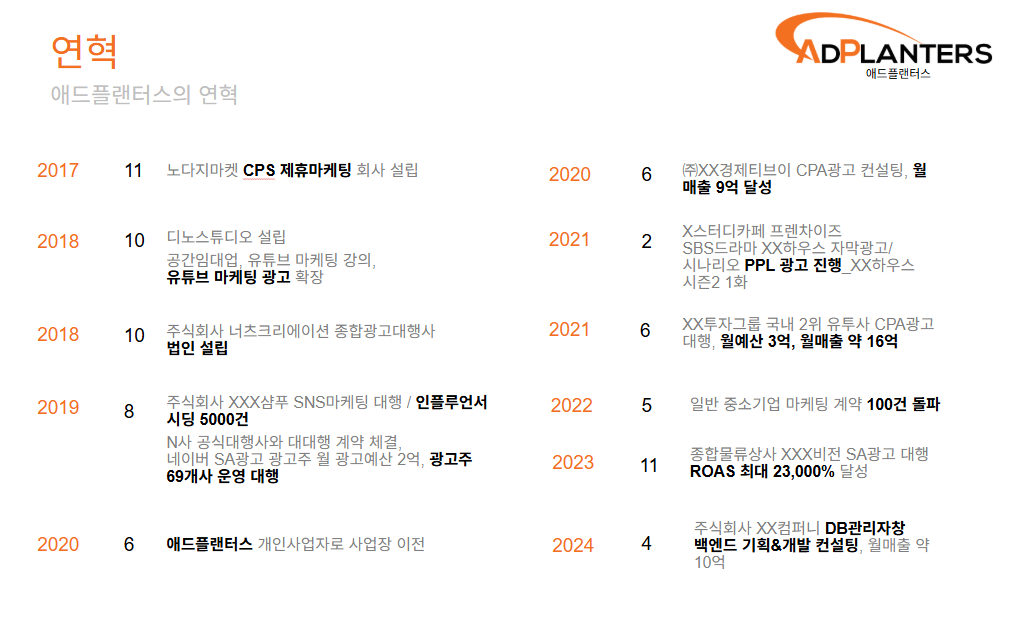 연혁
애드플랜터스의 연혁
ADPLANTERS
애드플랜터스
2017
11
노다지마켓 CPS 제휴마케팅 회사 설립
2018
10
디노스튜디오 설립
공간임대업, 유튜브 마케팅 강의,
유튜브 마케팅 광고 확장
2018
10
주식회사 너츠크리에이션 종합광고대행사
법인 설립
2019
8
주식회사 XXX샴푸 SNS마케팅 대행 / 인플루언서
시딩 5000건
N사 공식대행사와 대대행 계약 체결,
네이버 SA광고 광고주 월 광고예산 2억, 광고주
69개사 운영 대행
2020
6
애드플랜터스 개인사업자로 사업장 이전
2020
6
㈜XX경제티브이 CPA광고 컨설팅, 월
매출 9억 달성
2021
2
X스터디카페 프렌차이즈
SBS드라마 XX하우스 자막광고/
시나리오 PPL 광고 진행_XX하우스
시즌2 1화
2021
6
XX투자그룹 국내 2위 유투사 CPA광고
대행, 월예산 3억, 월매출 약 16억
2022
5
일반 중소기업 마케팅 계약 100건 돌파
2023
11
종합물류상사 XXX비전 SA광고 대행
ROAS 최대 23,000% 달성
2024
4
주식회사 XX컴퍼니 DB관리자창
백엔드 기획&개발 컨설팅, 월매출 약
10억